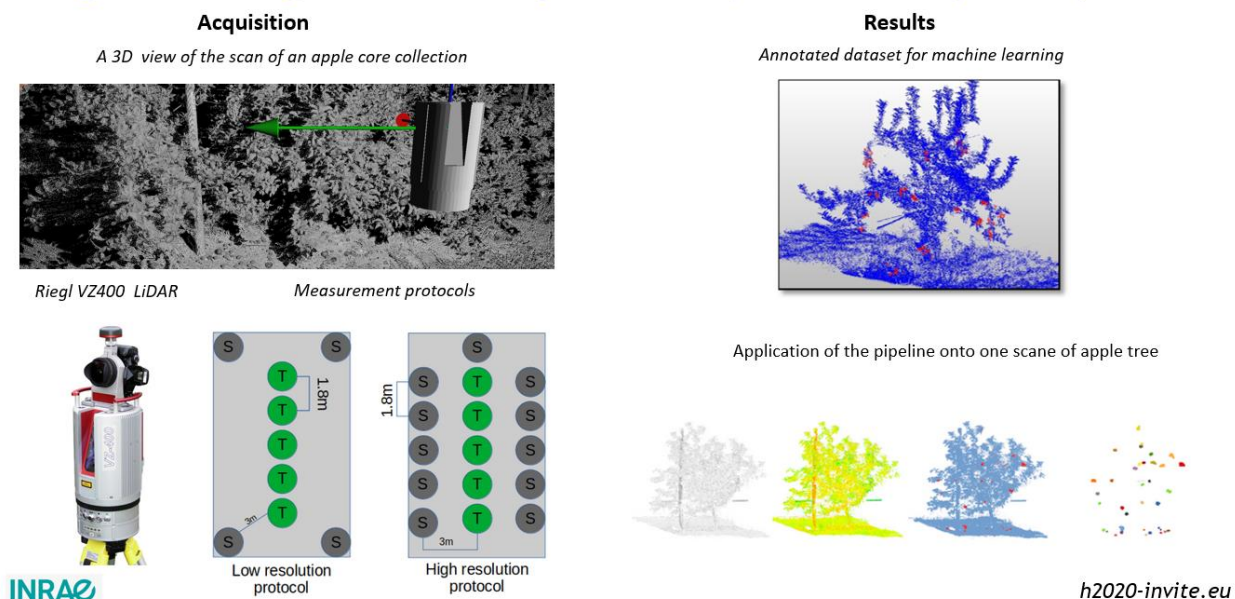 Acquisition
A 3D view of the scan of an apple core collection
Riegl VZ400 LiDAR
Measurement protocols
VZ-400
S
S
T
T
T
T
T
S
S
1.8m
3m
Low resolution
protocol
S
S
T
S
S
T
S
S
T
S
S
T
S
S
T
S
1.8m
3m
High resolution
protocol
INRAE
Results
Annotated dataset for machine learning
Application of the pipeline onto one scane of apple tree
h2020-invite.eu